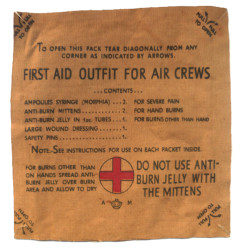 TO OPEN THIS PACK TEAR DIAGONALLY FROM ANY
CORNER AS INDICATED BY ARROWS.
FIRST AID OUTFIT FOR AIR CREWS
...CONTENTS...
AMPOULES SYRINGE (MORPHIA) ... 2. FOR SEVERE PAIN
ANTI-BURN MITTENS ... 1. FOR HAND BURNS
ANTI-BURN JELLY IN 1oz. TUBES. .. 1. FOR BURNS OTHER THAN HAND
LARGE WOUND DRESSING
SAFETY PINS
NOTE:-SEE INSTRUCTIONS FOR USE ON EACH PACKET INSIDE.
FOR BURNS OTHER THAN
ON HANDS SPREAD ANTI-
BURN JELLY OVER BURN
AREA AND ALLOW TO DRY
DO NOT USE ANTI-
BURN JELLY WITH
THE MITTENS